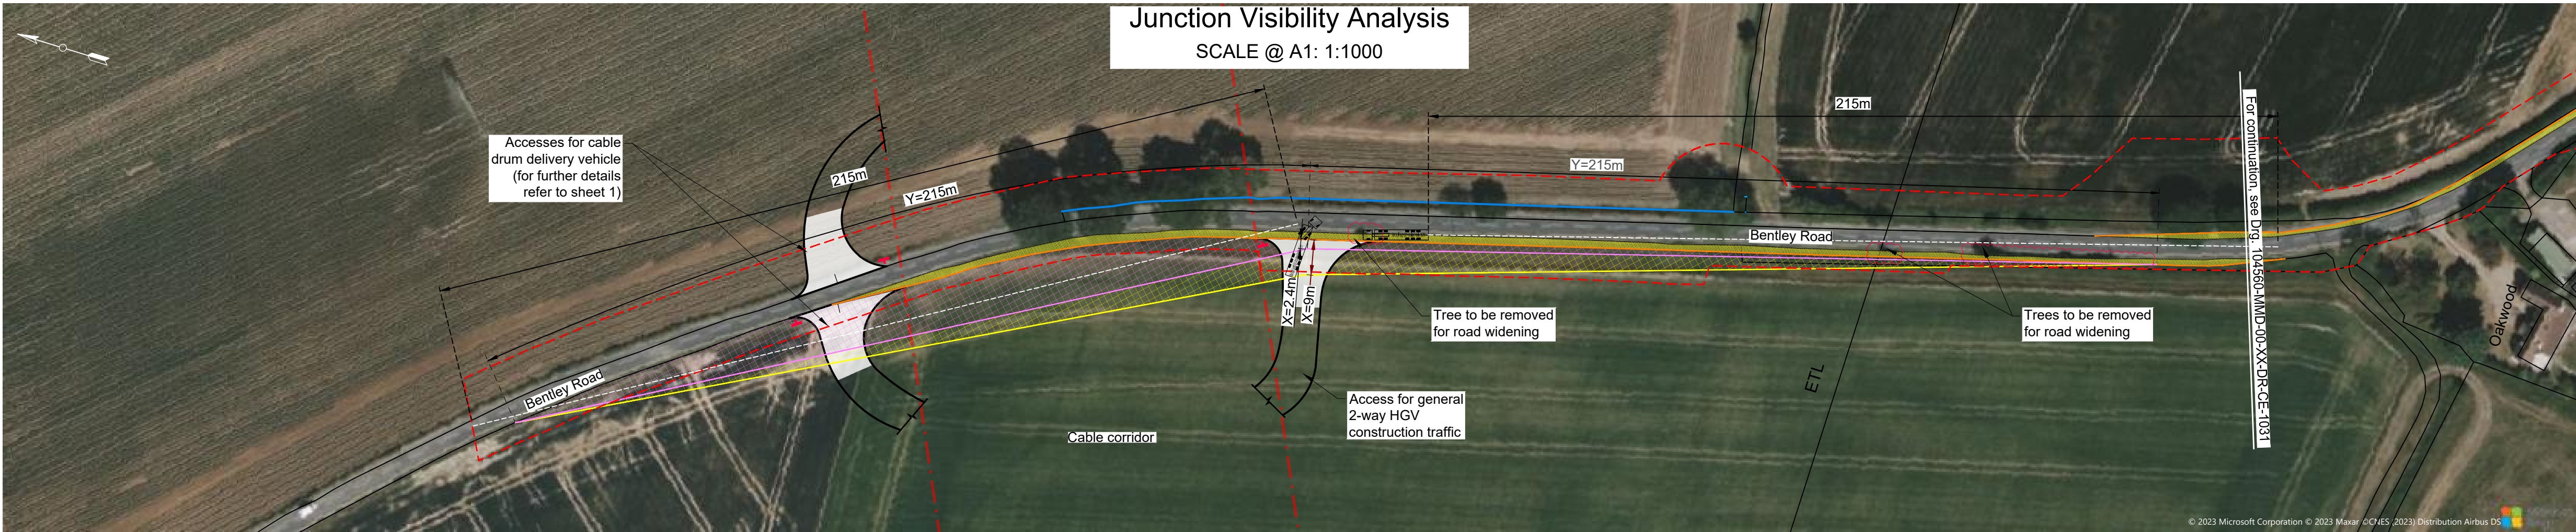 Junction Visibility Analysis
SCALE @ A1: 1:1000
Accesses for cable
drum delivery vehicle
(for further details
refer to sheet 1)
215m
Y=215m
215m
Y=215m
For continuation, see Drg. 104560-MMD-00-XX-DR-CE-1031
Bentley Road
X=2.4m
X=9m
Tree to be removed
for road widening
Trees to be removed
for road widening
Oakwood
Bentley Road
ETL
Access for general
2-way HGV
construction traffic
Cable corridor
© 2023 Microsoft Corporation © 2023 Maxar ©CNES (2023) Distribution Airbus DS